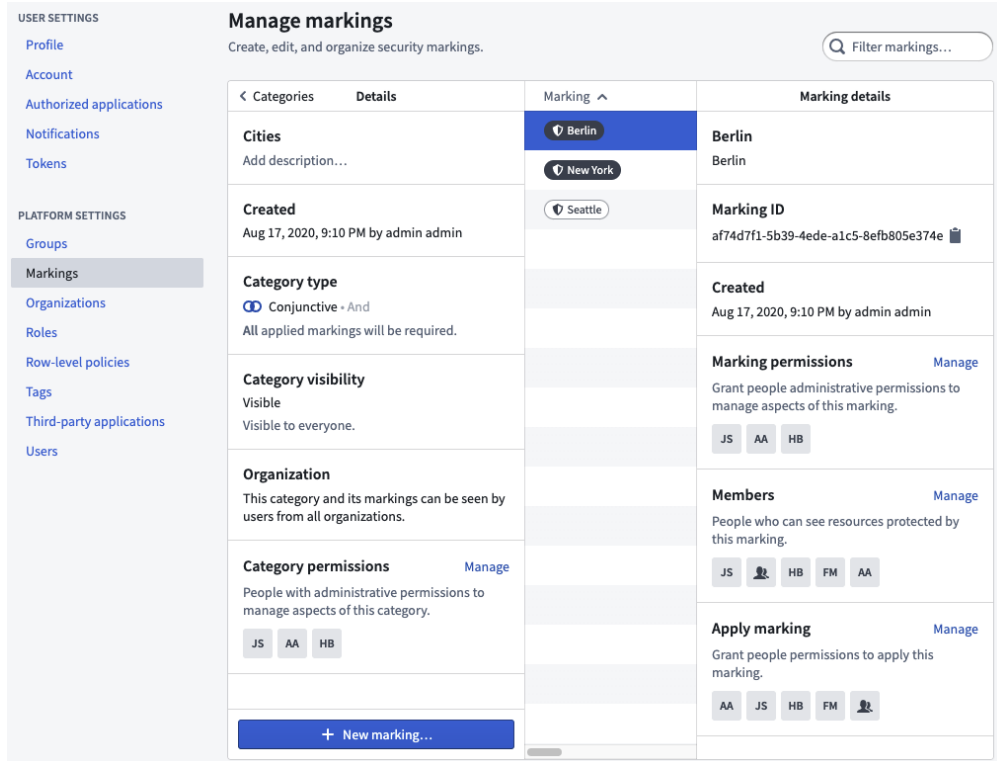 USER SETTINGS
Profile
Account
Authorized applications
Notifications
Tokens
PLATFORM SETTINGS
Groups
Markings
Organizations
Roles
Row-level policies
Tags
Third-party applications
Users
Manage markings
Create, edit, and organize security markings.
Filter markings...
Categories Details
Cities
Add description...
Created
Aug 17, 2020, 9:10 PM by admin admin
Category type
Conjunctive • And
All applied markings will be required.
Category visibility
Visible
Visible to everyone.
Organization
This category and its markings can be seen by
users from all organizations.
Category permissions Manage
People with administrative permissions to
manage aspects of this category.
JS AA HB
+ New marking...
Marking
Berlin
New York
Seattle
Marking details
Berlin
Berlin
Marking ID
af74d7f1-5b39-4ede-a1c5-8efb805e374e
Created
Aug 17, 2020, 9:10 PM by admin admin
Marking permissions Manage
Grant people administrative permissions to
manage aspects of this marking.
JS AA HB
Members Manage
People who can see resources protected by
this marking.
JS HB FM AA
Apply marking Manage
Grant people permissions to apply this
marking.
AA JS HB FM